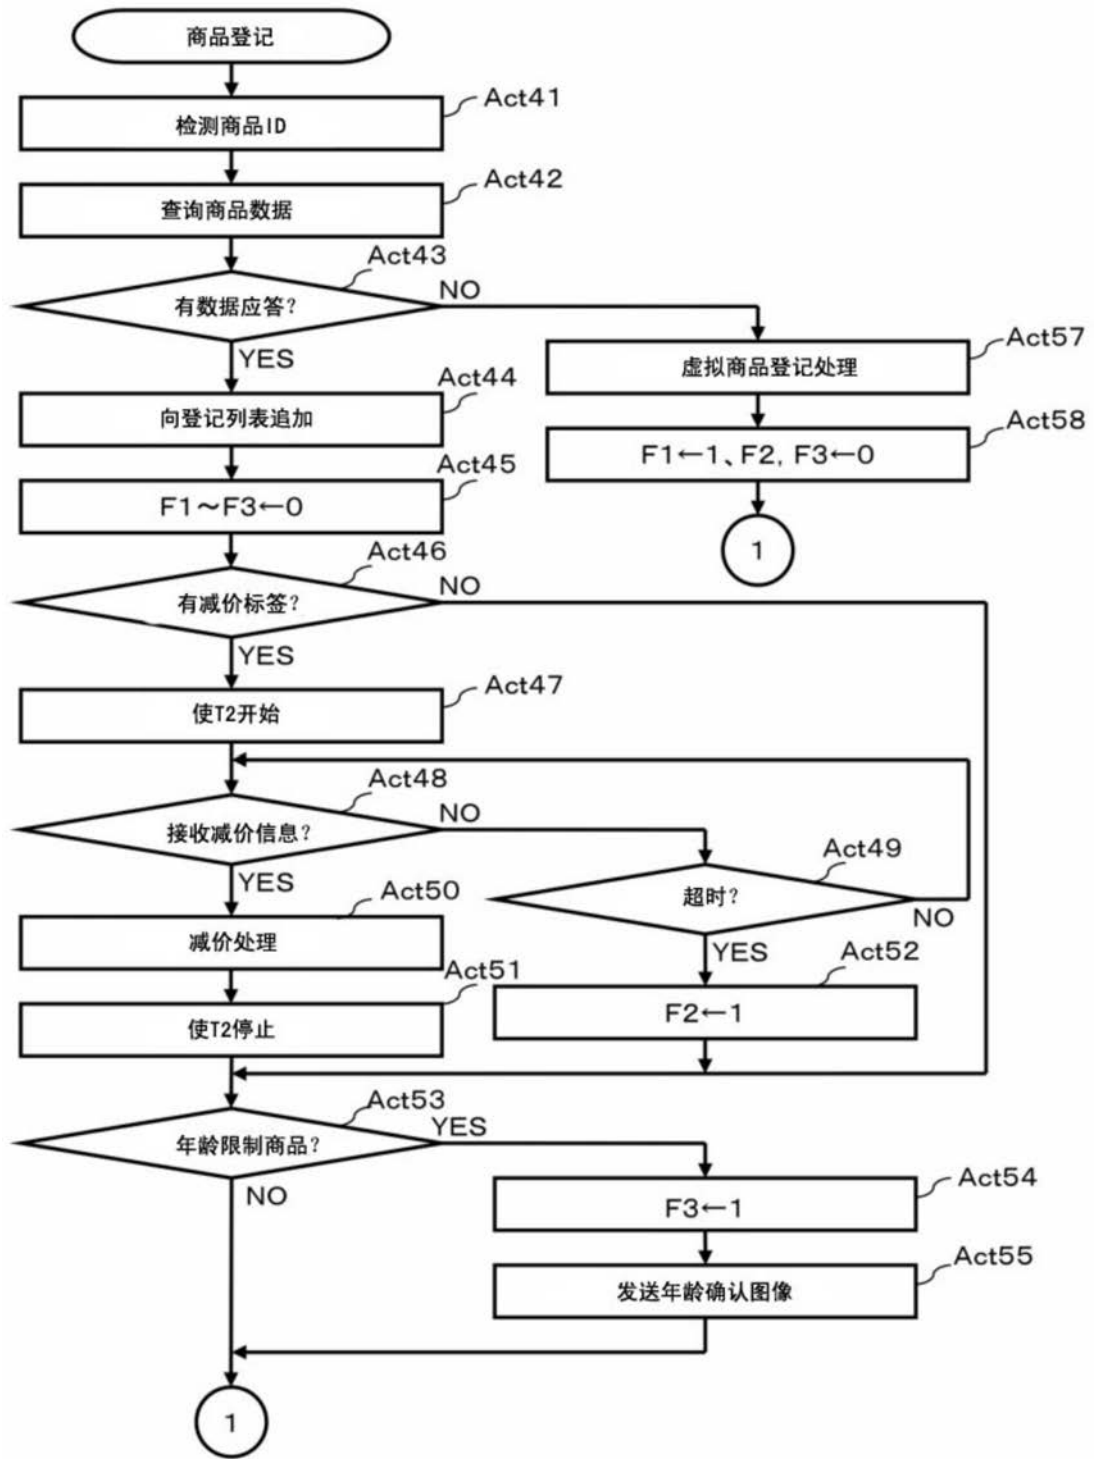 商品登记
Act41
检测商品ID
Act42
查询商品数据
Act43
有数据应答?
NO
YES
Act57
虚拟商品登记处理
Act44
向登记列表追加
Act58
F1←1、F2, F3←0
Act45
F1～F3←0
1
Act46
有减价标签?
NO
YES
Act47
使T2开始
Act48
接收减价信息?
NO
YES
Act49
超时?
NO
YES
Act50
减价处理
Act51
使T2停止
Act52
F2←1
Act53
年龄限制商品?
YES
NO
Act54
F3←1
Act55
发送年龄确认图像
1